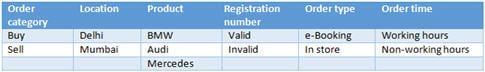 Order category Location Product Registration number Order type Order time
Buy Delhi BMW Valid e-Booking Working hours
Sell Mumbai Audi Invalid In store Non-working hours
Mercedes